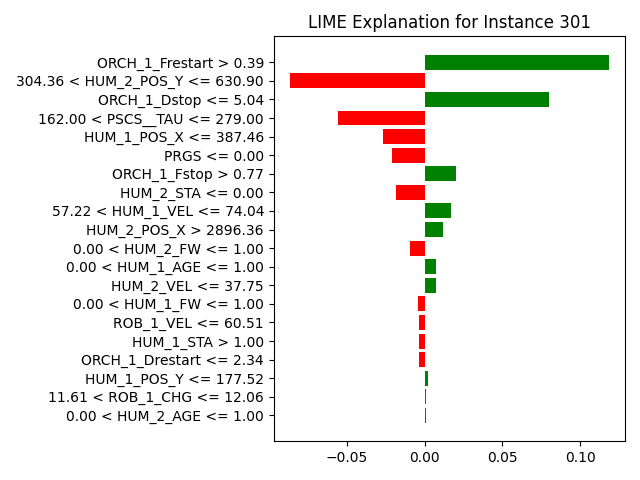 LIME Explanation for Instance 301
ORCH_1_Frestart > 0.39
304.36 < HUM_2_POS_Y <= 630.90
ORCH_1_Dstop <= 5.04
162.00 < PSCS__TAU <= 279.00
HUM_1_POS_X <= 387.46
PRGS <= 0.00
ORCH_1_Fstop > 0.77
HUM_2_STA <= 0.00
57.22 < HUM_1_VEL <= 74.04
HUM_2_POS_X > 2896.36
0.00 < HUM_2_FW <= 1.00
0.00 < HUM_1_AGE <= 1.00
HUM_2_VEL <= 37.75
0.00 < HUM_1_FW <= 1.00
ROB_1_VEL <= 60.51
HUM_1_STA > 1.00
ORCH_1_Drestart <= 2.34
HUM_1_POS_Y <= 177.52
11.61 < ROB_1_CHG <= 12.06
0.00 < HUM_2_AGE <= 1.00
−0.05 0.00 0.05 0.10